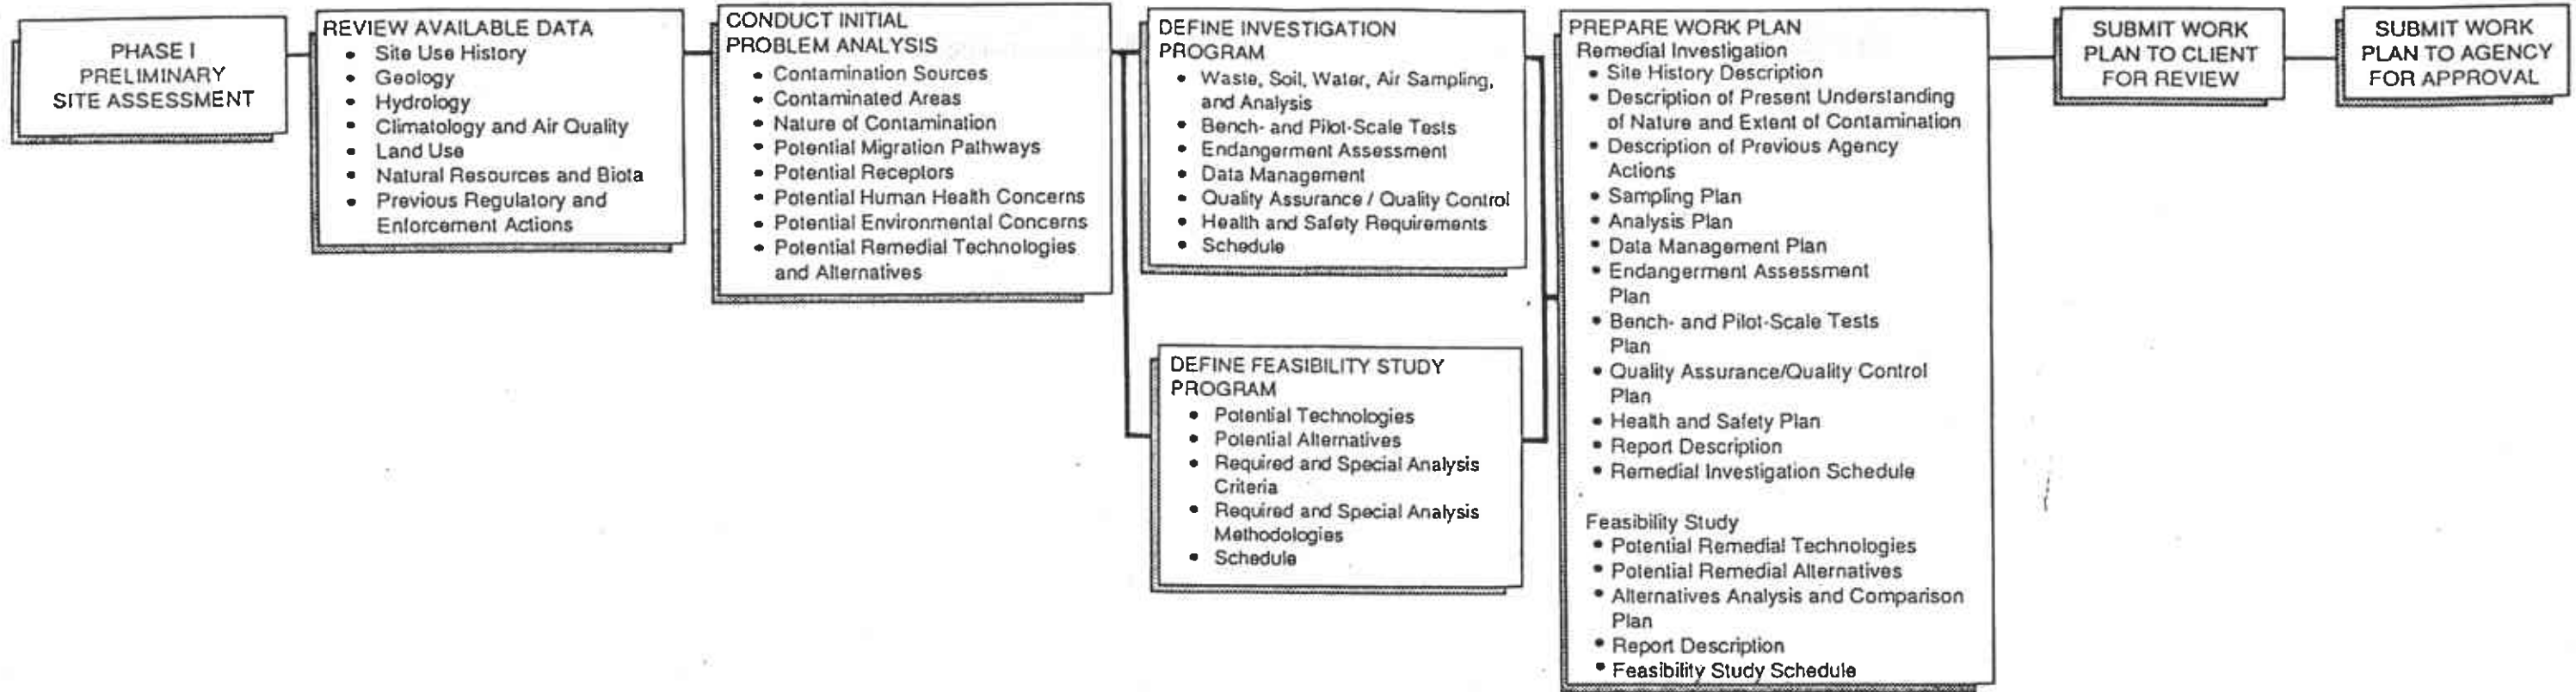 PHASE I
PRELIMINARY
SITE ASSESSMENT
REVIEW AVAILABLE DATA
• Site Use History
• Geology
• Hydrology
• Climatology and Air Quality
• Land Use
• Natural Resources and Biota
• Previous Regulatory and
Enforcement Actions
CONDUCT INITIAL
PROBLEM ANALYSIS
• Contamination Sources
• Contaminated Areas
• Nature of Contamination
• Potential Migration Pathways
• Potential Receptors
• Potential Human Health Concerns
• Potential Environmental Concerns
• Potential Remedial Technologies
and Alternatives
DEFINE INVESTIGATION
PROGRAM
• Waste, Soil, Water, Air Sampling,
and Analysis
• Bench- and Pilot-Scale Tests
• Endangerment Assessment
• Data Management
• Quality Assurance / Quality Control
• Health and Safety Requirements
• Schedule
DEFINE FEASIBILITY STUDY
PROGRAM
• Potential Technologies
• Potential Alternatives
• Required and Special Analysis
Criteria
• Required and Special Analysis
Methodologies
• Schedule
PREPARE WORK PLAN
Remedial Investigation
• Site History Description
• Description of Present Understanding
of Nature and Extent of Contamination
• Description of Previous Agency
Actions
• Sampling Plan
• Analysis Plan
• Data Management Plan
• Endangerment Assessment
Plan
• Bench- and Pilot-Scale Tests
Plan
• Quality Assurance/Quality Control
Plan
• Health and Safety Plan
• Report Description
• Remedial Investigation Schedule
Feasibility Study
• Potential Remedial Technologies
• Potential Remedial Alternatives
• Alternatives Analysis and Comparison
Plan
• Report Description
• Feasibility Study Schedule
SUBMIT WORK
PLAN TO CLIENT
FOR REVIEW
SUBMIT WORK
PLAN TO AGENCY
FOR APPROVAL